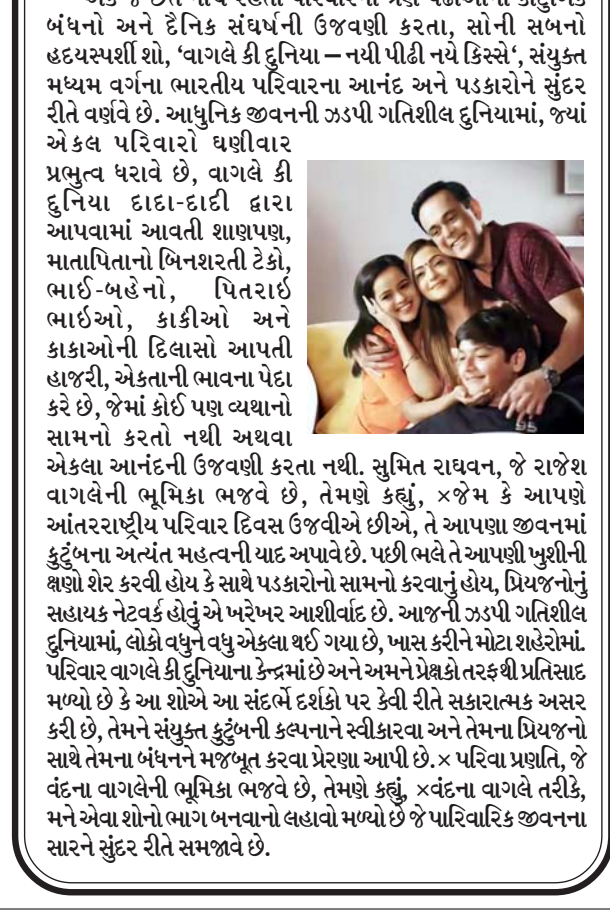 બંધનો અને દૈનિક સંઘર્ષની ઉજવણી કરતા, સોની સબનો
હૃદયસ્પર્શી શો, ‘વાગલે કી દુનિયા – નયી પીઢી નયે કિસ્સે‘, સંયુક્ત
મધ્યમ વર્ગના ભારતીય પરિવારના આનંદ અને પડકારોને સુંદર
રીતે વર્ણવે છે. આધુનિક જીવનની ઝડપી ગતિશીલ દુનિયામાં, જ્યાં
એકલ પરિવારો ઘણીવાર
પ્રભુત્વ ધરાવે છે, વાગલે કી
દુનિયા દાદા-દાદી દ્વારા
આપવામાં આવતી શાણપણ,
માતાપિતાનો બિનશરતી ટેકો,
ભાઈ-બહેનો, પિતરાઇ
ભાઇઓ, કાકીઓ અને
કાકાઓની દિલાસો આપતી
હાજરી, એકતાની ભાવના પેદા
કરે છે, જેમાં કોઈ પણ વ્યથાનો
સામનો કરતો નથી અથવા
એકલા આનંદની ઉજવણી કરતા નથી. સુમિત રાઘવન, જે રાજેશ
વાગલેની ભૂમિકા ભજવે છે, તેમણે કહ્યું, ×જેમ કે આપણે
આંતરરાષ્ટ્રીય પરિવાર દિવસ ઉજવીએ છીએ, તે આપણા જીવનમાં
કુટુંબના અત્યંત મહત્વની યાદ અપાવે છે. પછી ભલે તે આપણી ખુશીની
ક્ષણો શેર કરવી હોય કે સાથે પડકારોનો સામનો કરવાનું હોય, પ્રિયજનોનું
સહાયક નેટવર્ક હોવું એ ખરેખર આશીર્વાદ છે. આજની ઝડપી ગતિશીલ
દુનિયામાં, લોકો વધુને વધુ એકલા થઈ ગયા છે, ખાસ કરીને મોટા શહેરોમાં.
પરિવાર વાગલે કી દુનિયાના કેન્દ્રમાં છે અને અમને પ્રેક્ષકો તરફથી પ્રતિસાદ
મળ્યો છે કે આ શોએ આ સંદર્ભે દર્શકો પર કેવી રીતે સકારાત્મક અસર
કરી છે, તેમને સંયુક્ત કુટુંબની કલ્પનાને સ્વીકારવા અને તેમના પ્રિયજનો
સાથે તેમના બંધનને મજબૂત કરવા પ્રેરણા આપી છે.× પરિવા પ્રણતિ, જે
વંદના વાગલેની ભૂમિકા ભજવે છે, તેમણે કહ્યું, ×વંદના વાગલે તરીકે,
મને એવા શોનો ભાગ બનવાનો લહાવો મળ્યો છે જે પારિવારિક જીવનના
સારને સુંદર રીતે સમજાવે છે.